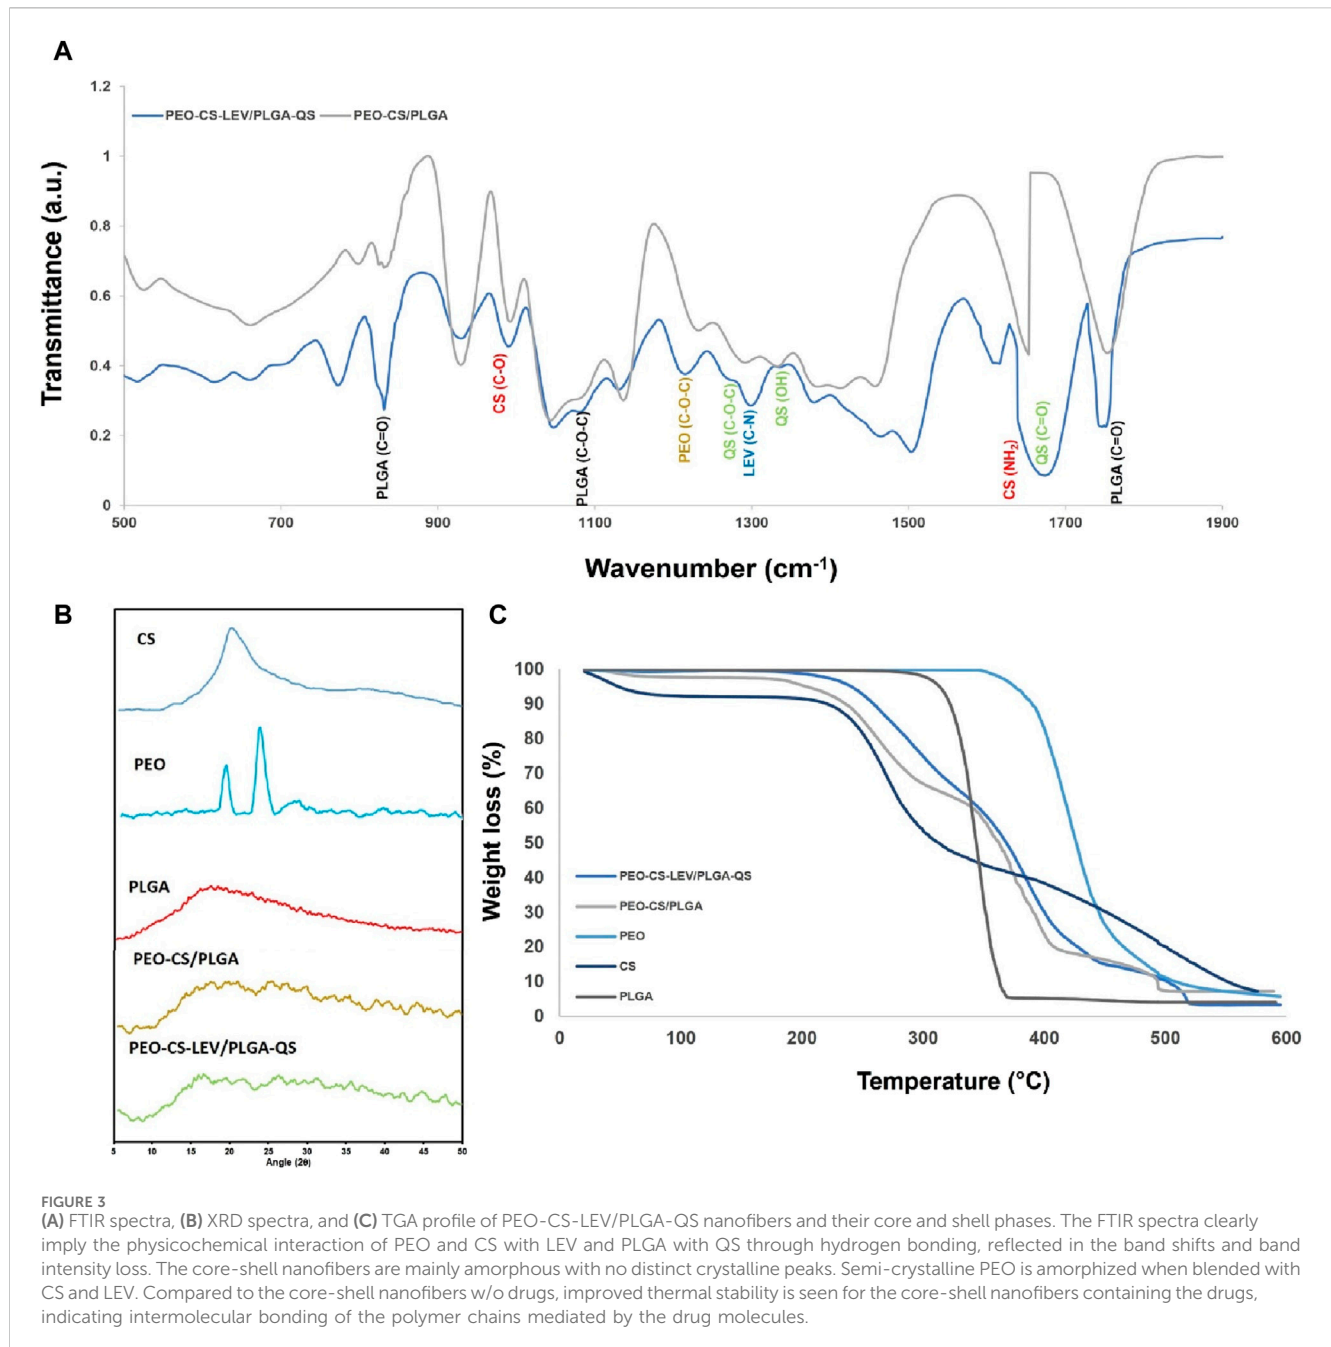 A
1.2
1
0.8
0.6
0.4
0.2
0
Transmittance (a.u.)
PEO-CS-LEV/PLGA-QS
PEO-CS/PLGA
PLGA (C=O)
CS (C-O)
PLGA (C-O-C)
PEO (C-O-C)
QS (C-O-C)
LEV (C-N)
QS (OH)
CS (NH₂)
QS (C=O)
PLGA (C=O)
500 700 900 1100 1300 1500 1700 1900
Wavenumber (cm⁻¹)
B
CS
PEO
PLGA
PEO-CS/PLGA
PEO-CS-LEV/PLGA-QS
5 10 15 20 25 30 35 40 45 50
Angle (2θ)
C
100
90
80
70
60
50
40
30
20
10
0
Weight loss (%)
PEO-CS-LEV/PLGA-QS
PEO-CS/PLGA
PEO
CS
PLGA
0 100 200 300 400 500 600
Temperature (°C)
FIGURE 3
(A) FTIR spectra, (B) XRD spectra, and (C) TGA profile of PEO-CS-LEV/PLGA-QS nanofibers and their core and shell phases. The FTIR spectra clearly
imply the physicochemical interaction of PEO and CS with LEV and PLGA with QS through hydrogen bonding, reflected in the band shifts and band
intensity loss. The core-shell nanofibers are mainly amorphous with no distinct crystalline peaks. Semi-crystalline PEO is amorphized when blended with
CS and LEV. Compared to the core-shell nanofibers w/o drugs, improved thermal stability is seen for the core-shell nanofibers containing the drugs,
indicating intermolecular bonding of the polymer chains mediated by the drug molecules.